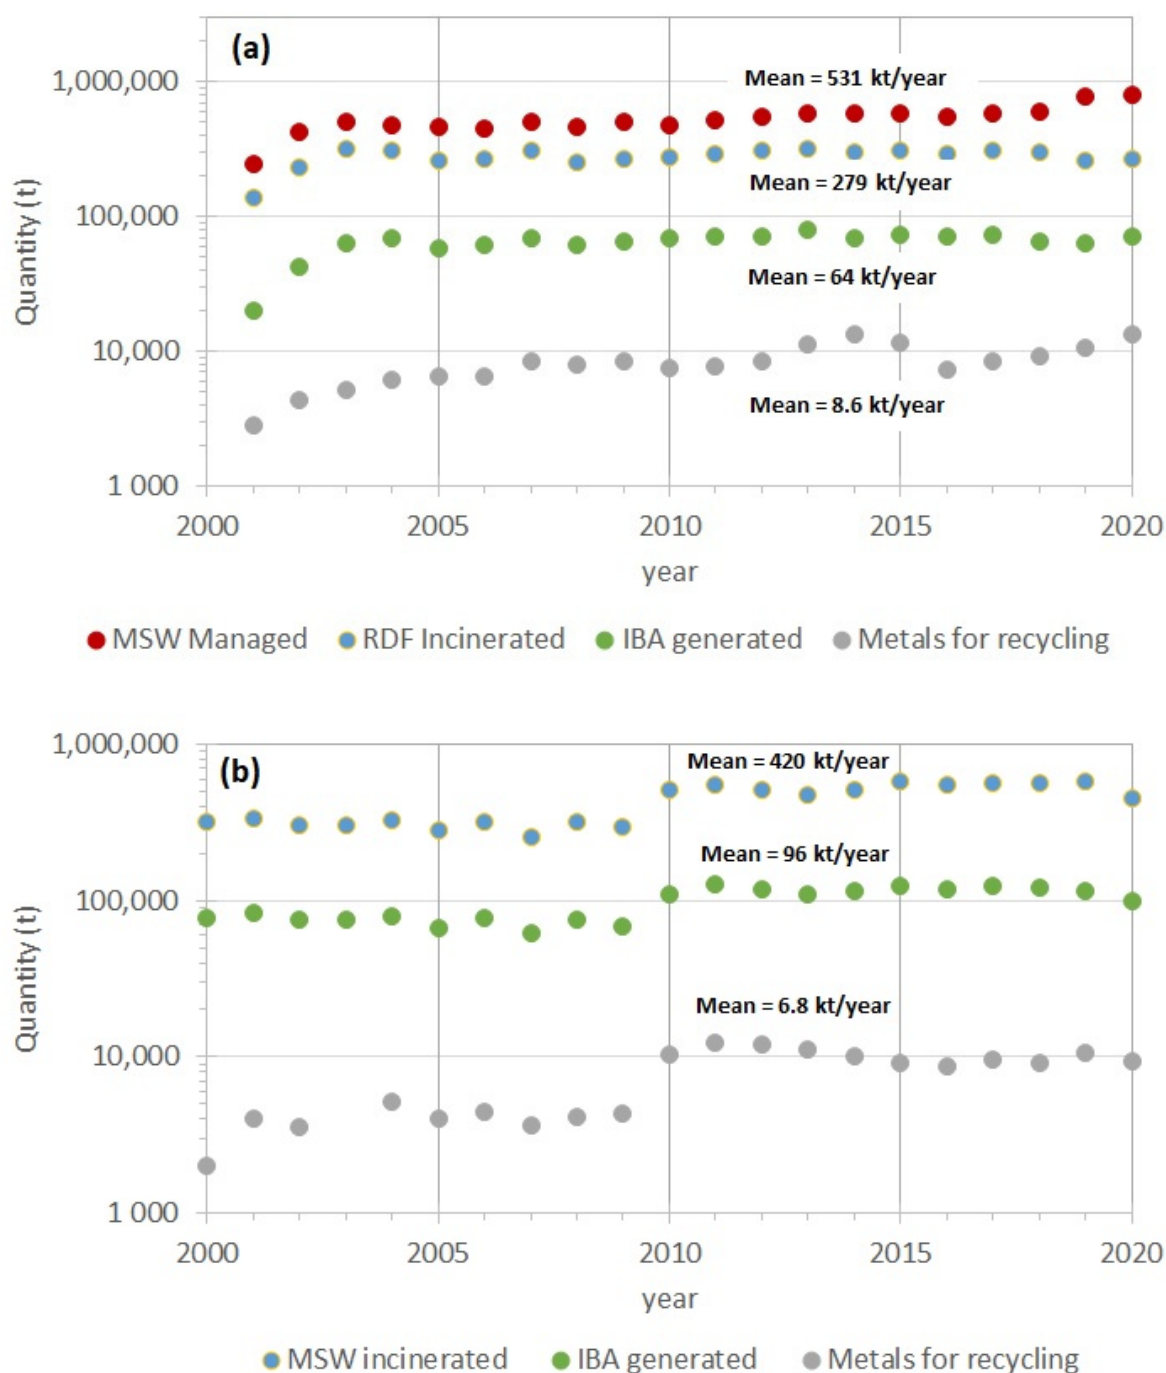 (a)
1,000,000
Mean = 531 kt/year
Mean = 279 kt/year
100,000
Mean = 64 kt/year
10,000
Mean = 8.6 kt/year
1 000
Quantity (t)
2000 2005 2010 2015 2020
year
MSW Managed RDF Incinerated IBA generated Metals for recycling
1,000,000
(b)
Mean = 420 kt/year
Mean = 96 kt/year
100,000
Mean = 6.8 kt/year
10,000
1 000
Quantity (t)
2000 2005 2010 2015 2020
year
MSW incinerated IBA generated Metals for recycling